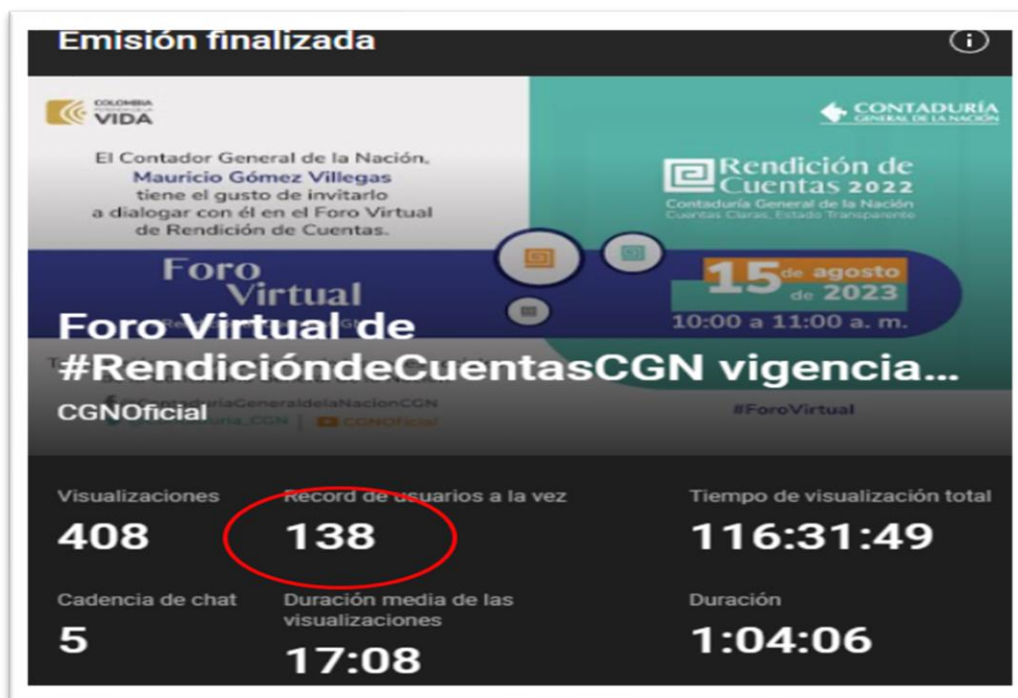 Emisión finalizada
COLOMBIA
VIDA
CONTADURÍA
GENERAL DE LA NACIÓN
El Contador General de la Nación,
Mauricio Gómez Villegas
tiene el gusto de invitarlo
a dialogar con él en el Foro Virtual
de Rendición de Cuentas.
Rendición de
Cuentas 2022
Contaduría General de la Nación
Cuentas Claras, Estado Transparente
Foro
Virtual
15 de agosto
de 2023
10:00 a 11:00 a. m.
Foro Virtual de
#RendicióndeCuentasCGN vigencia...
CGNOficial
ContaduriaGeneraldelaNacionCGN
@Contaduria_CGN
CGNOficial
#ForoVirtual
Visualizaciones
408
Récord de usuarios a la vez
138
Tiempo de visualización total
116:31:49
Cadencia de chat
5
Duración media de las
visualizaciones
17:08
Duración
1:04:06